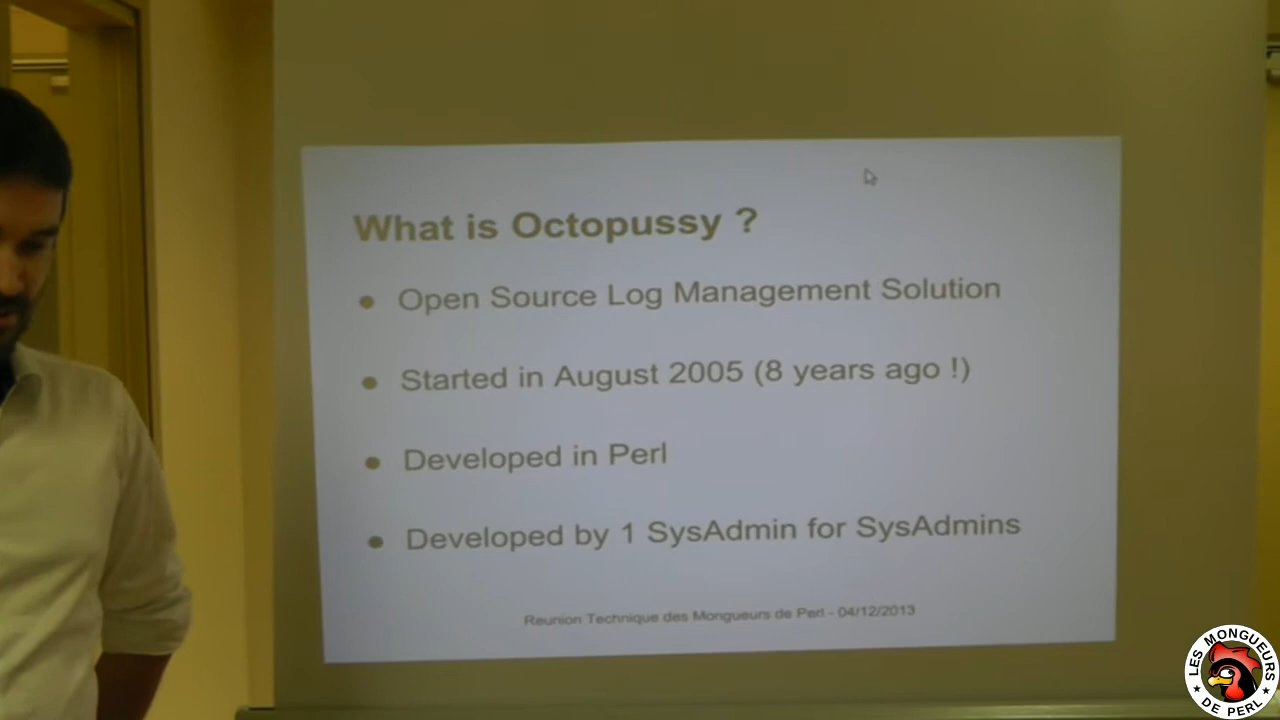 What is Octopussy ?
● Open Source Log Management Solution
● Started in August 2005 (8 years ago !)
● Developed in Perl
● Developed by 1 SysAdmin for SysAdmins
Reunion Technique des Mongueurs de Perl - 04/12/2013
LES MONGUEURS
★ DE PERL ★